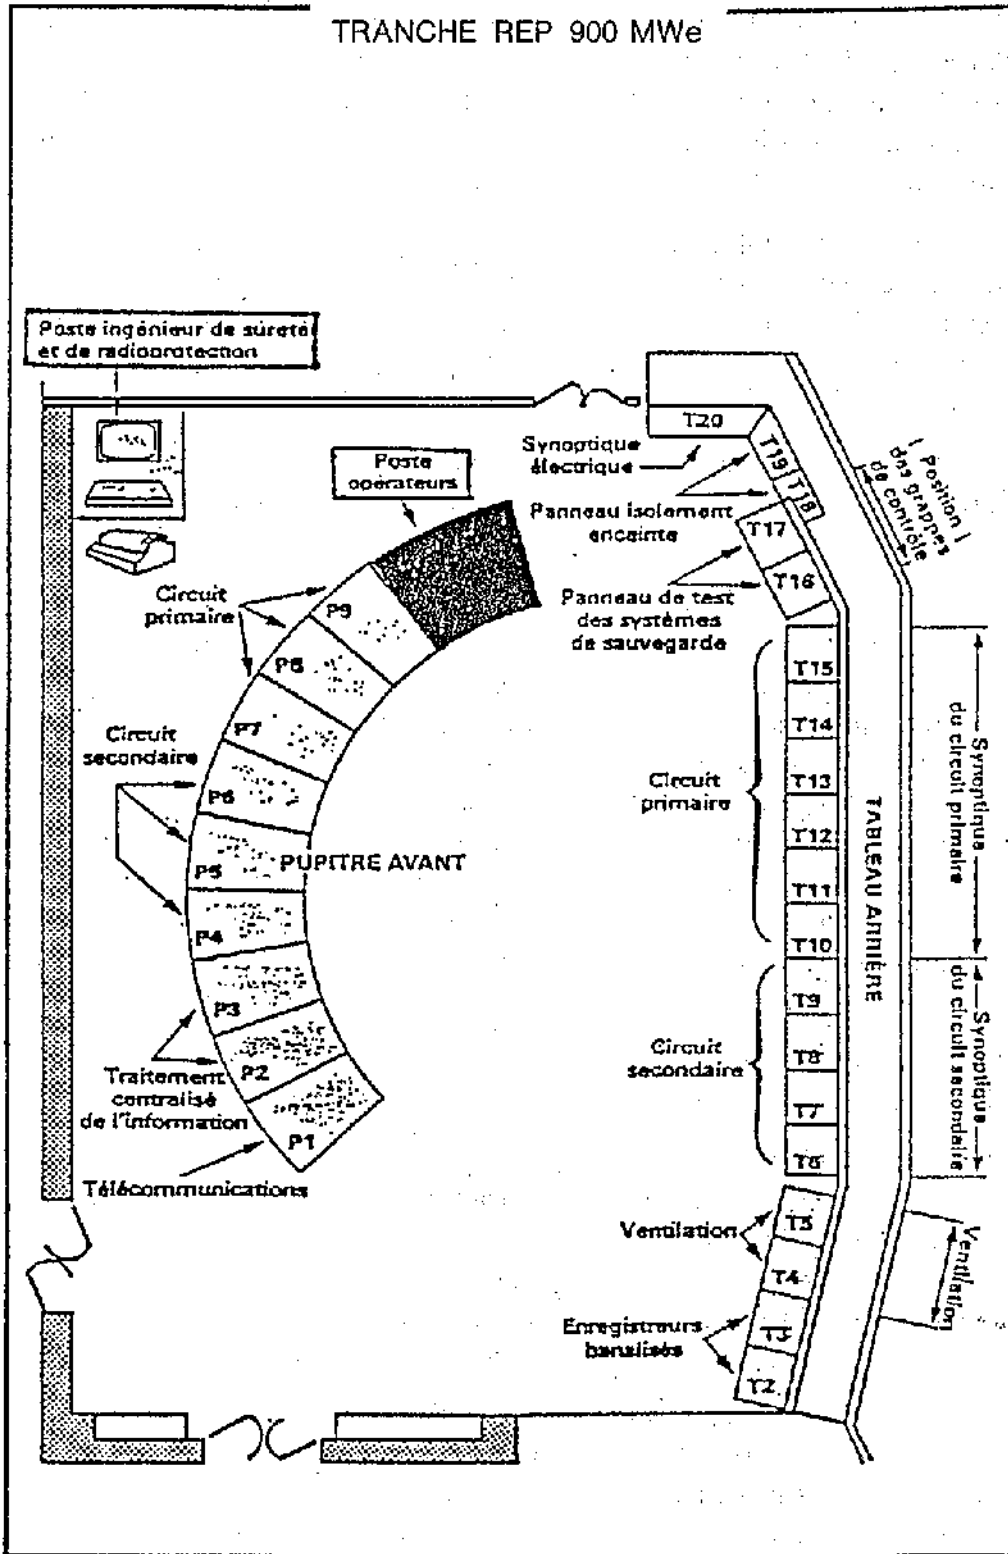 TRANCHE REP 900 MWe
Poste ingénieur de sûreté
et de radioprotection
Poste
opérateurs
T20
Synoptique
électrique
T19
T18
Panneau isolement
enceinte
Position
des grappes
de contrôle
T17
T16
Panneau de test
des systèmes
de sauvegarde
Circuit
primaire
P9
P8
P7
Circuit
secondaire
P6
P5
P4
PUPITRE AVANT
P3
P2
Traitement
centralisé
de l'information
P1
Télécommunications
T15
T14
T13
T12
T11
T10
Circuit
primaire
TABLEAU ARRIÈRE
Synoptique
du circuit primaire
T9
T8
T7
T6
Circuit
secondaire
Synoptique
du circuit secondaire
T5
T4
Ventilation
Ventilation
T3
T2
Enregistreurs
banalisés